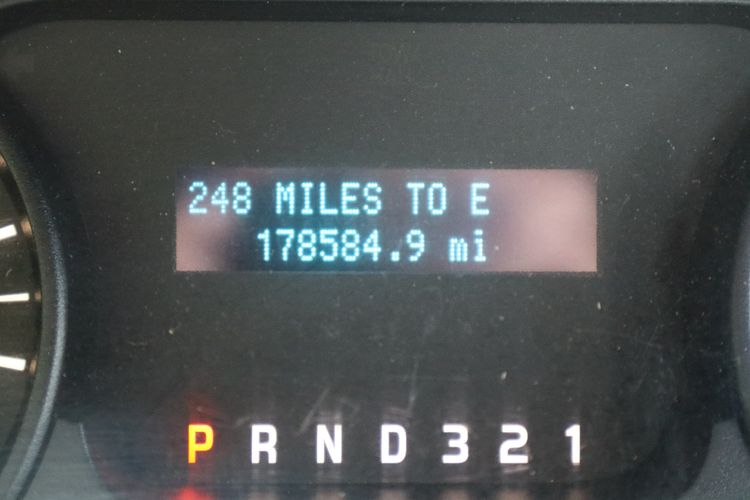 248 MILES TO E
178584.9 mi
P R N D 3 2 1